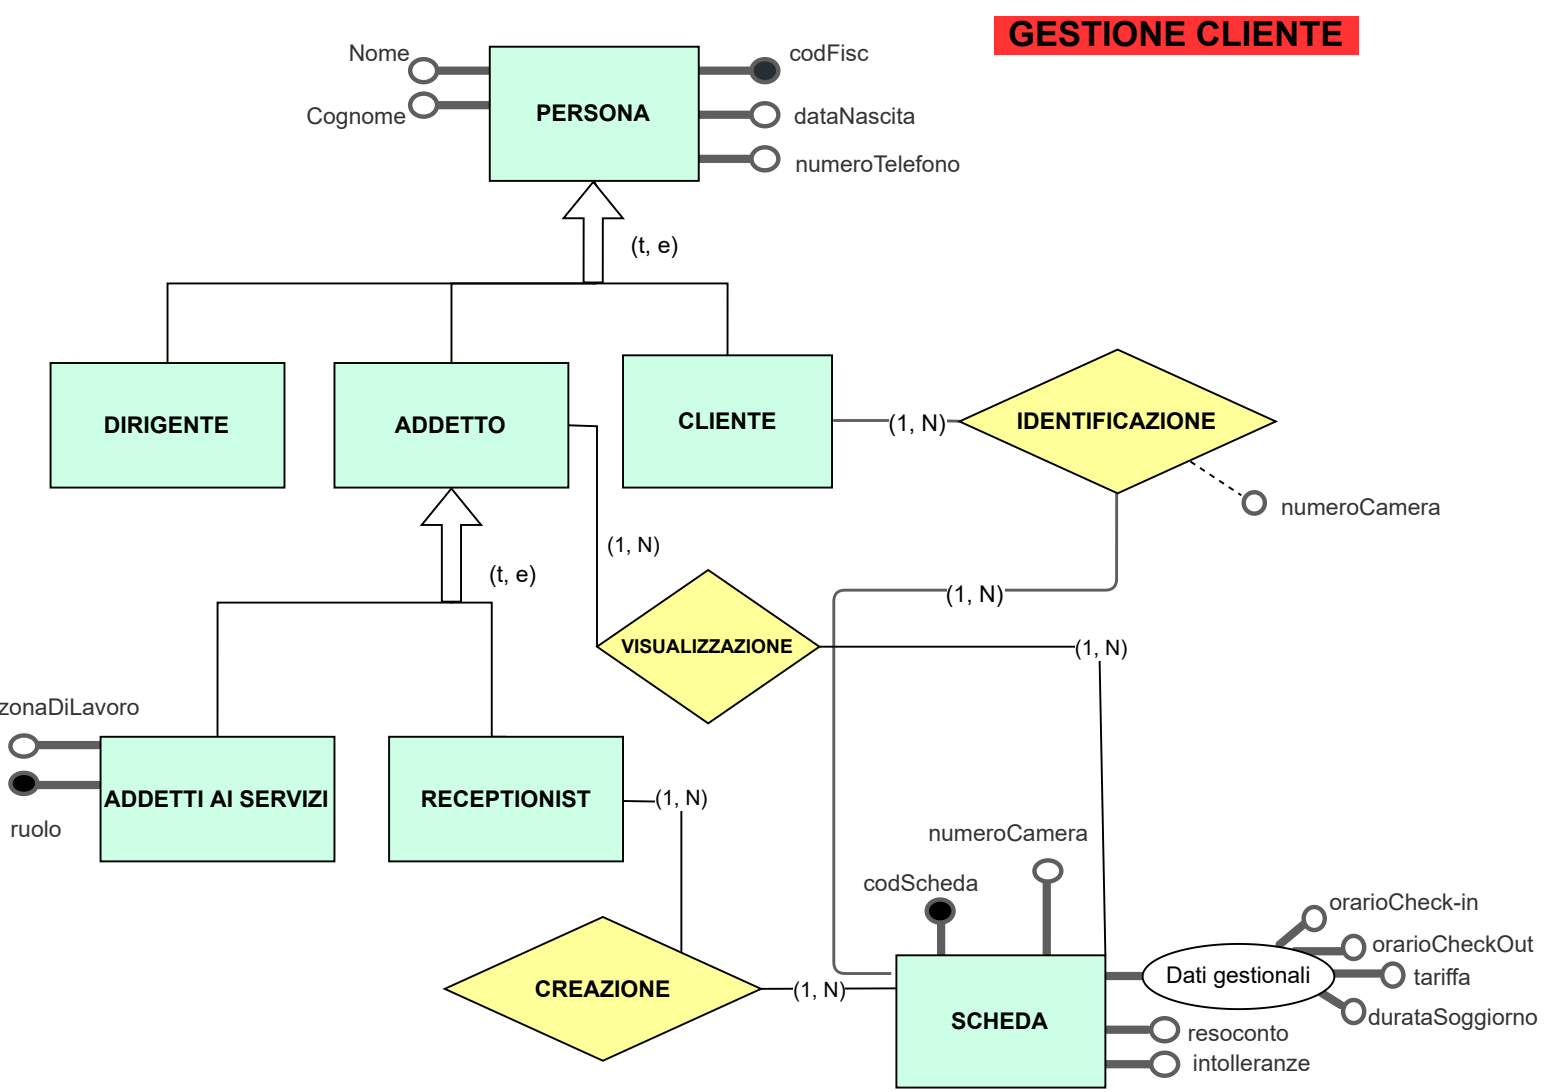 GESTIONE CLIENTE
Nome
codFisc
Cognome
PERSONA
dataNascita
numeroTelefono
(t, e)
DIRIGENTE
ADDETTO
CLIENTE
(1, N)
IDENTIFICAZIONE
numeroCamera
(1, N)
(t, e)
(1, N)
VISUALIZZAZIONE
(1, N)
zonaDiLavoro
ADDETTI AI SERVIZI
RECEPTIONIST
(1, N)
ruolo
numeroCamera
codScheda
orarioCheck-in
orarioCheckOut
Dati gestionali
tariffa
CREAZIONE
(1, N)
durataSoggiorno
SCHEDA
resoconto
intolleranze